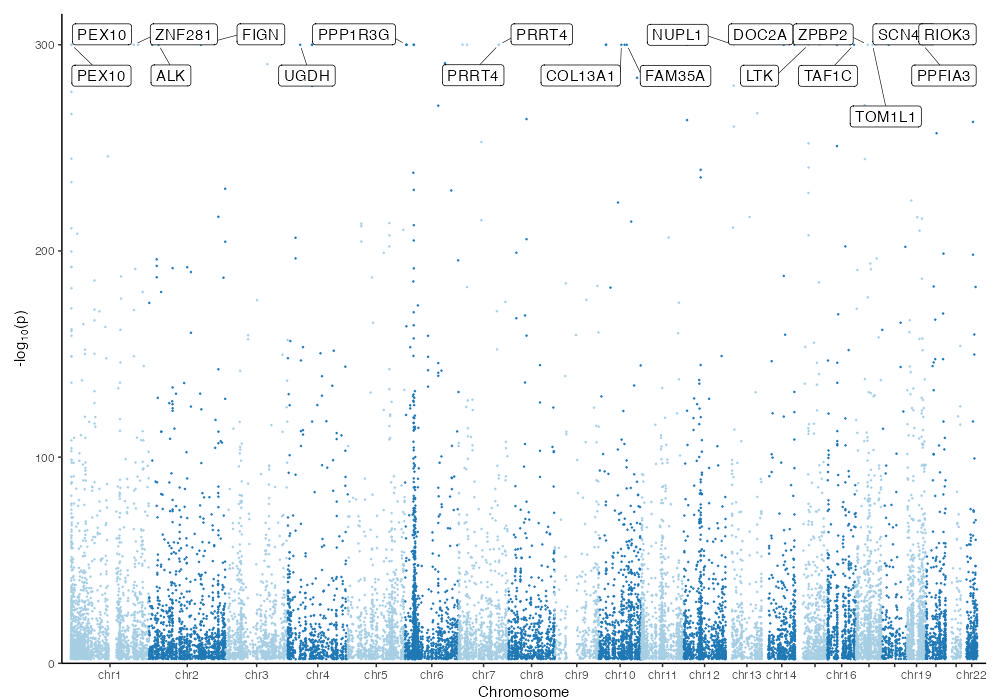 PEX10 ZNF281 FIGN PPP1R3G PRRT4 NUPL1 DOC2A ZPBP2 SCN4 RIOK3
300
PEX10 ALK UGDH PRRT4 COL13A1 FAM35A LTK TAF1C PPFIA3
TOM1L1
200
-log10(p)
100
0
chr1 chr2 chr3 chr4 chr5 chr6 chr7 chr8 chr9 chr10 chr11 chr12 chr13 chr14 chr16 chr19 chr22
Chromosome